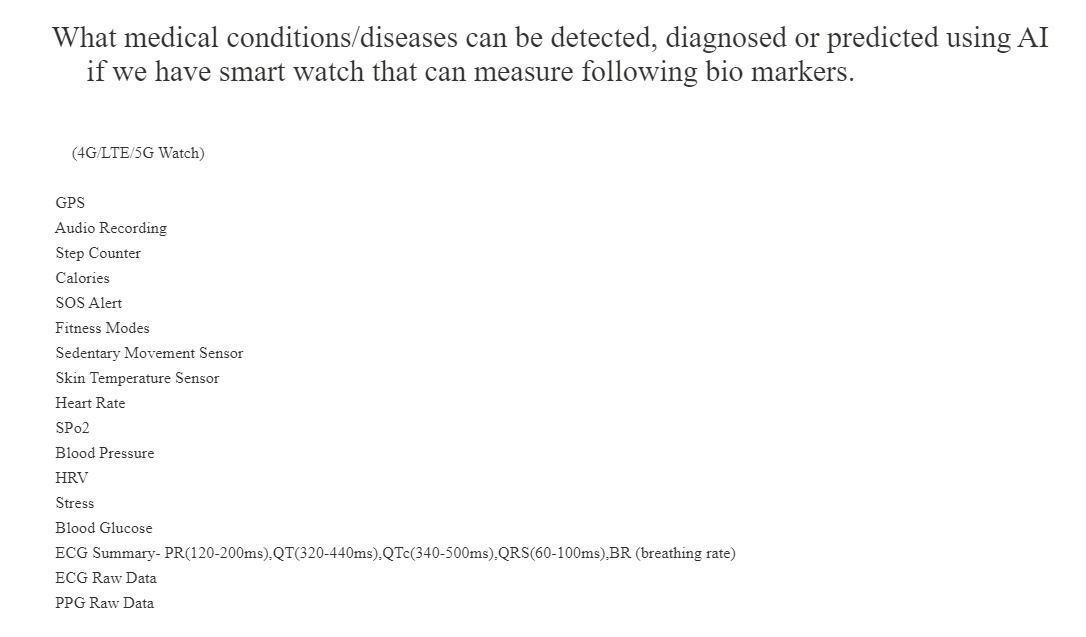 What medical conditions/diseases can be detected, diagnosed or predicted using AI
if we have smart watch that can measure following bio markers.
(4G/LTE/5G Watch)
GPS
Audio Recording
Step Counter
Calories
SOS Alert
Fitness Modes
Sedentary Movement Sensor
Skin Temperature Sensor
Heart Rate
SPo2
Blood Pressure
HRV
Stress
Blood Glucose
ECG Summary- PR(120-200ms),QT(320-440ms),QTc(340-500ms),QRS(60-100ms),BR (breathing rate)
ECG Raw Data
PPG Raw Data